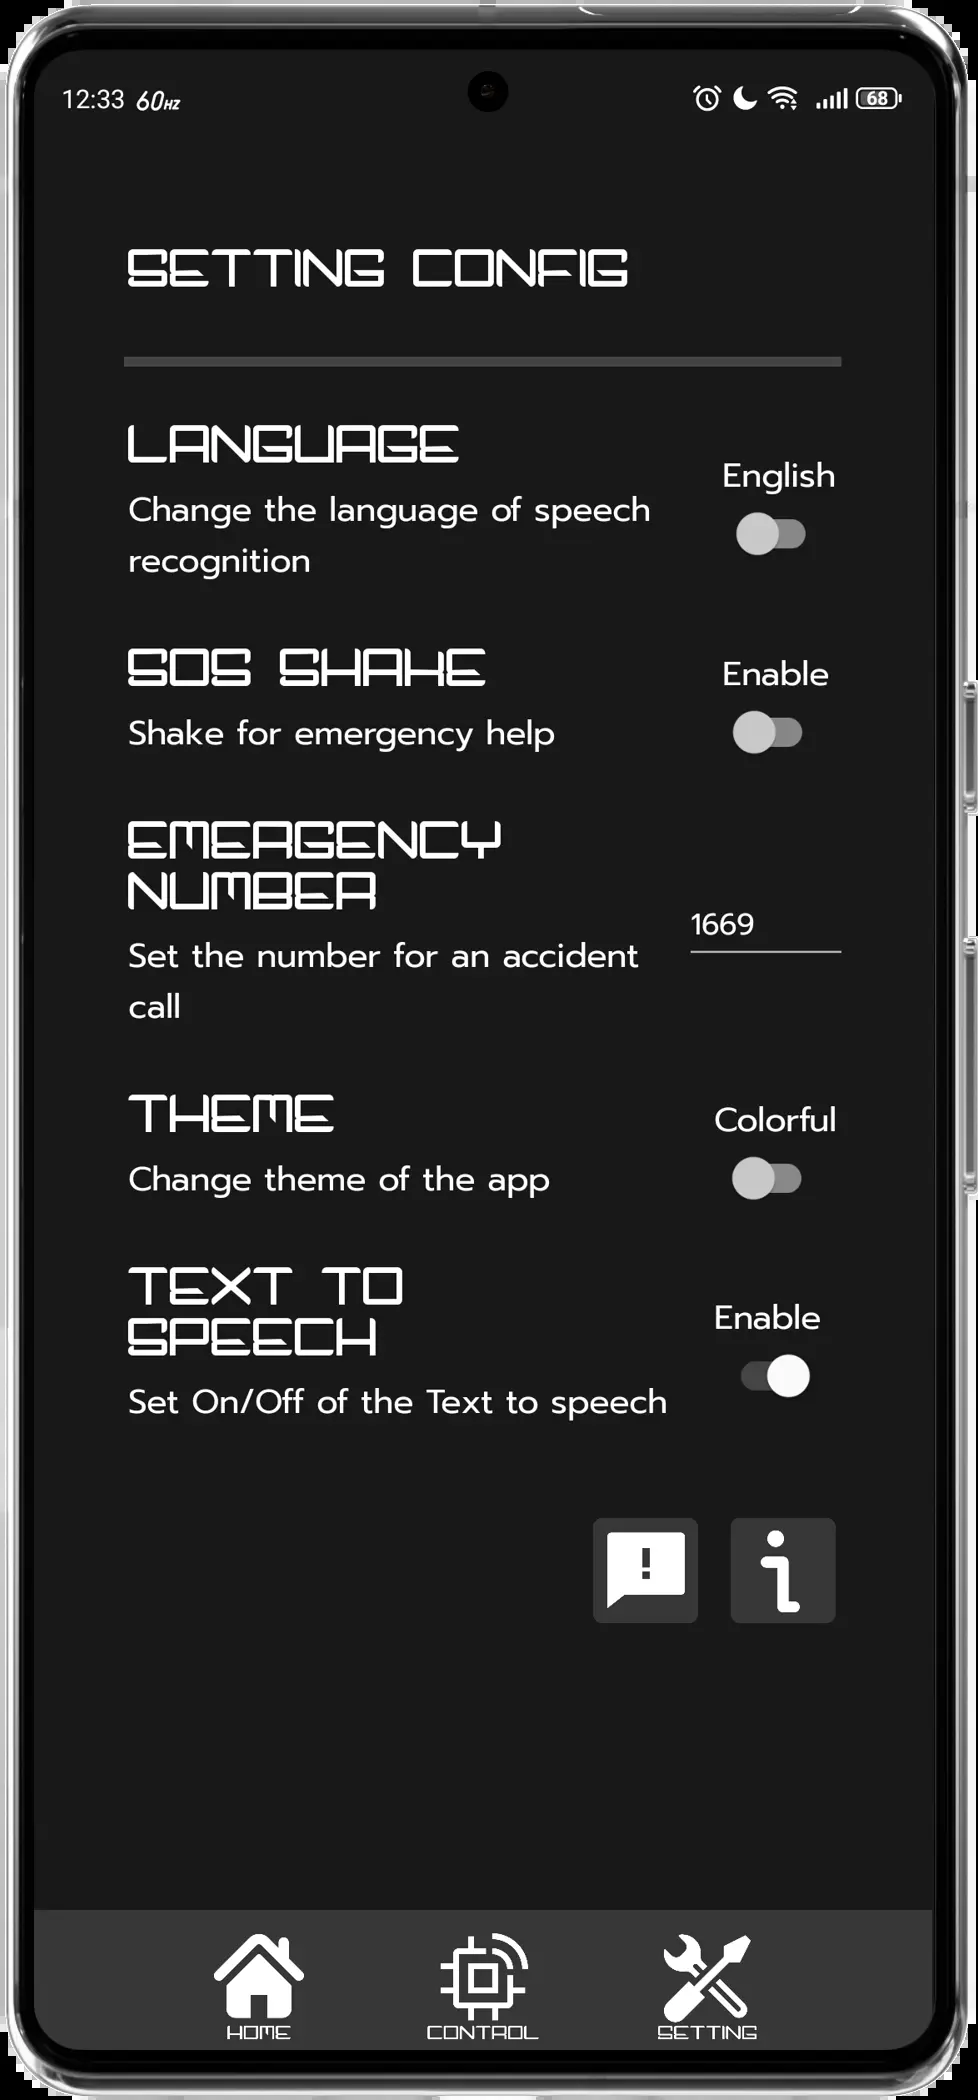 12:33 60HZ 68
SETTING CONFIG
LANGUAGE
English
Change the language of speech
recognition
SOS SHAKE
Enable
Shake for emergency help
EMERGENCY
NUMBER
1669
Set the number for an accident
call
THEME
Colorful
Change theme of the app
TEXT TO
SPEECH
Enable
Set On/Off of the Text to speech
HOME CONTROL SETTING